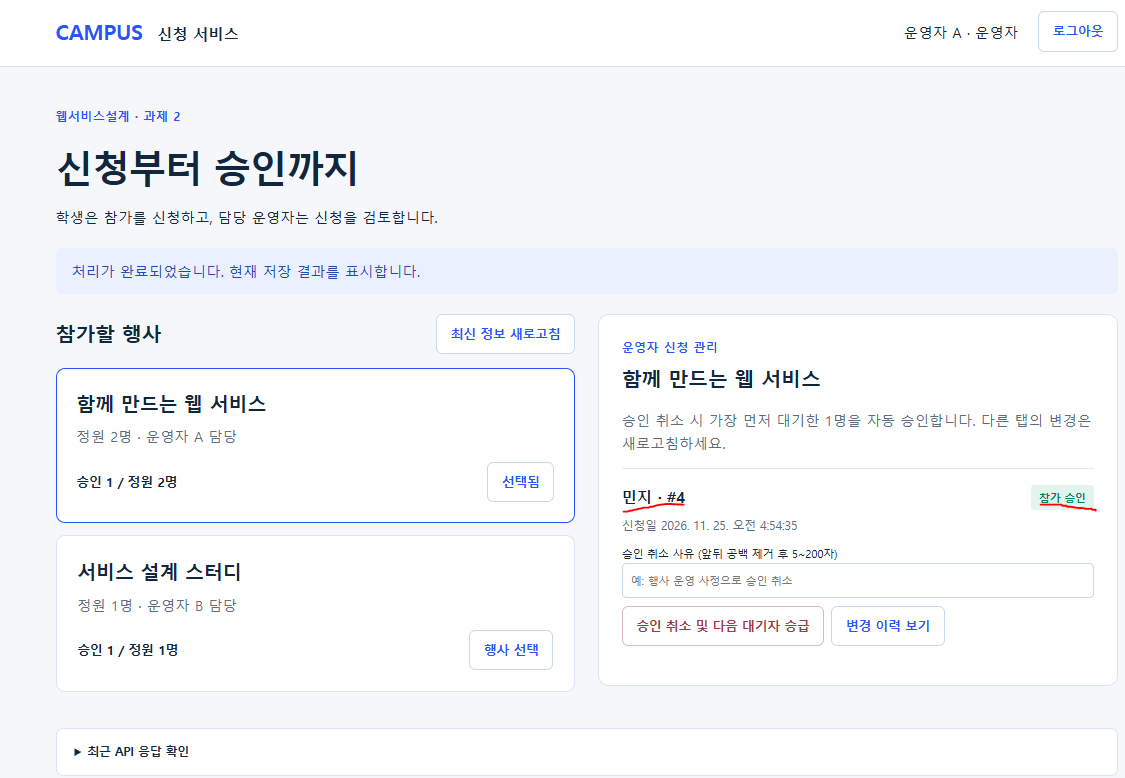 CAMPUS 신청 서비스
운영자 A · 운영자
로그아웃
웹서비스설계 · 과제 2
신청부터 승인까지
학생은 참가를 신청하고, 담당 운영자는 신청을 검토합니다.
처리가 완료되었습니다. 현재 저장 결과를 표시합니다.
참가할 행사
최신 정보 새로고침
함께 만드는 웹 서비스
정원 2명 · 운영자 A 담당
승인 1 / 정원 2명
선택됨
서비스 설계 스터디
정원 1명 · 운영자 B 담당
승인 1 / 정원 1명
행사 선택
운영자 신청 관리
함께 만드는 웹 서비스
승인 취소 시 가장 먼저 대기한 1명을 자동 승인합니다. 다른 탭의 변경은
새로고침하세요.
민지 · #4
참가 승인
신청일 2026. 11. 25. 오전 4:54:35
승인 취소 사유 (앞뒤 공백 제거 후 5~200자)
예: 행사 운영 사정으로 승인 취소
승인 취소 및 다음 대기자 승급
변경 이력 보기
▶ 최근 API 응답 확인